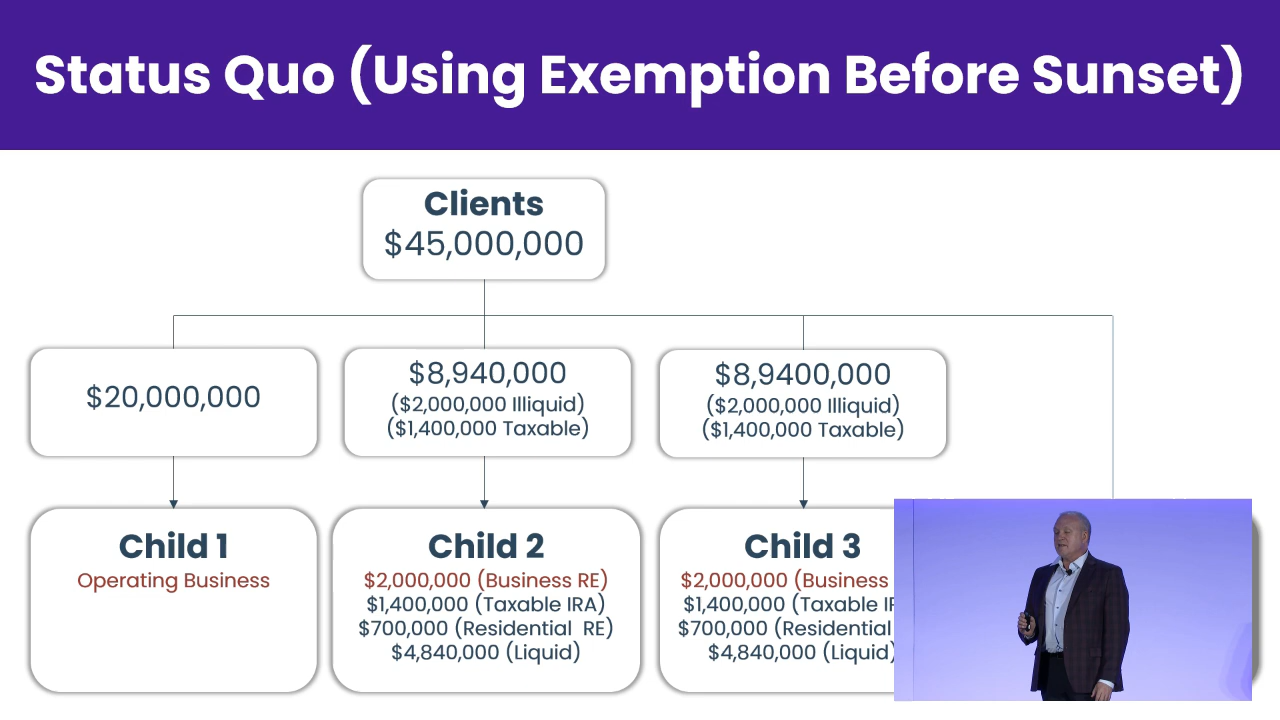 Status Quo (Using Exemption Before Sunset)
Clients
$45,000,000
$20,000,000
$8,940,000
($2,000,000 Illiquid)
($1,400,000 Taxable)
$8,9400,000
($2,000,000 Illiquid)
($1,400,000 Taxable)
Child 1
Operating Business
Child 2
$2,000,000 (Business RE)
$1,400,000 (Taxable IRA)
$700,000 (Residential RE)
$4,840,000 (Liquid)
Child 3
$2,000,000 (Business
$1,400,000 (Taxable
$700,000 (Residential
$4,840,000 (Liquid)